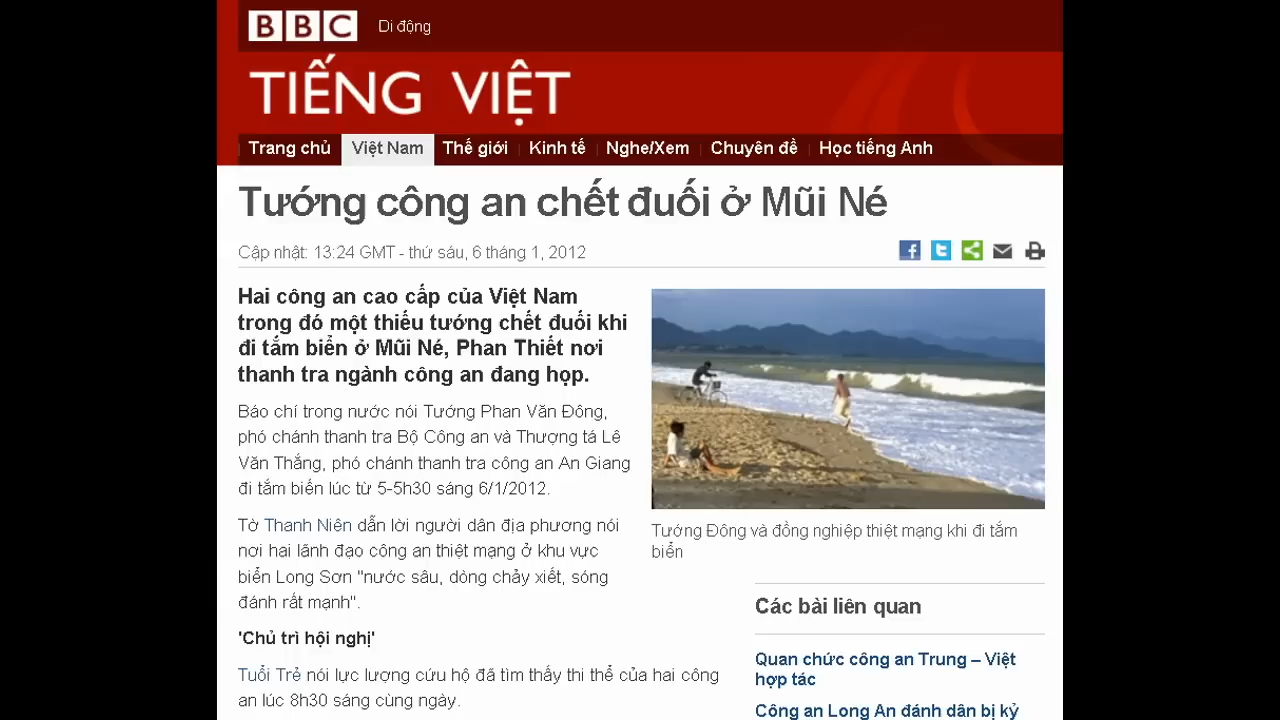 BBC Di động
TIẾNG VIỆT
Trang chủ Việt Nam Thế giới Kinh tế Nghe/Xem Chuyên đề Học tiếng Anh
Tướng công an chết đuối ở Mũi Né
Cập nhật: 13:24 GMT - thứ sáu, 6 tháng 1, 2012
Hai công an cao cấp của Việt Nam
trong đó một thiếu tướng chết đuối khi
đi tắm biển ở Mũi Né, Phan Thiết nơi
thanh tra ngành công an đang họp.
Báo chí trong nước nói Tướng Phan Văn Đông,
phó chánh thanh tra Bộ Công an và Thượng tá Lê
Văn Thắng, phó chánh thanh tra công an An Giang
đi tắm biển lúc từ 5-5h30 sáng 6/1/2012.
Tờ Thanh Niên dẫn lời người dân địa phương nói
nơi hai lãnh đạo công an thiệt mạng ở khu vực
biển Long Sơn "nước sâu, dòng chảy xiết, sóng
đánh rất mạnh".
'Chủ trì hội nghị'
Tuổi Trẻ nói lực lượng cứu hộ đã tìm thấy thi thể của hai công
an lúc 8h30 sáng cùng ngày.
Tướng Đông và đồng nghiệp thiệt mạng khi đi tắm
biển
Các bài liên quan
Quan chức công an Trung – Việt
hợp tác
Công an Long An đánh dân bị kỷ